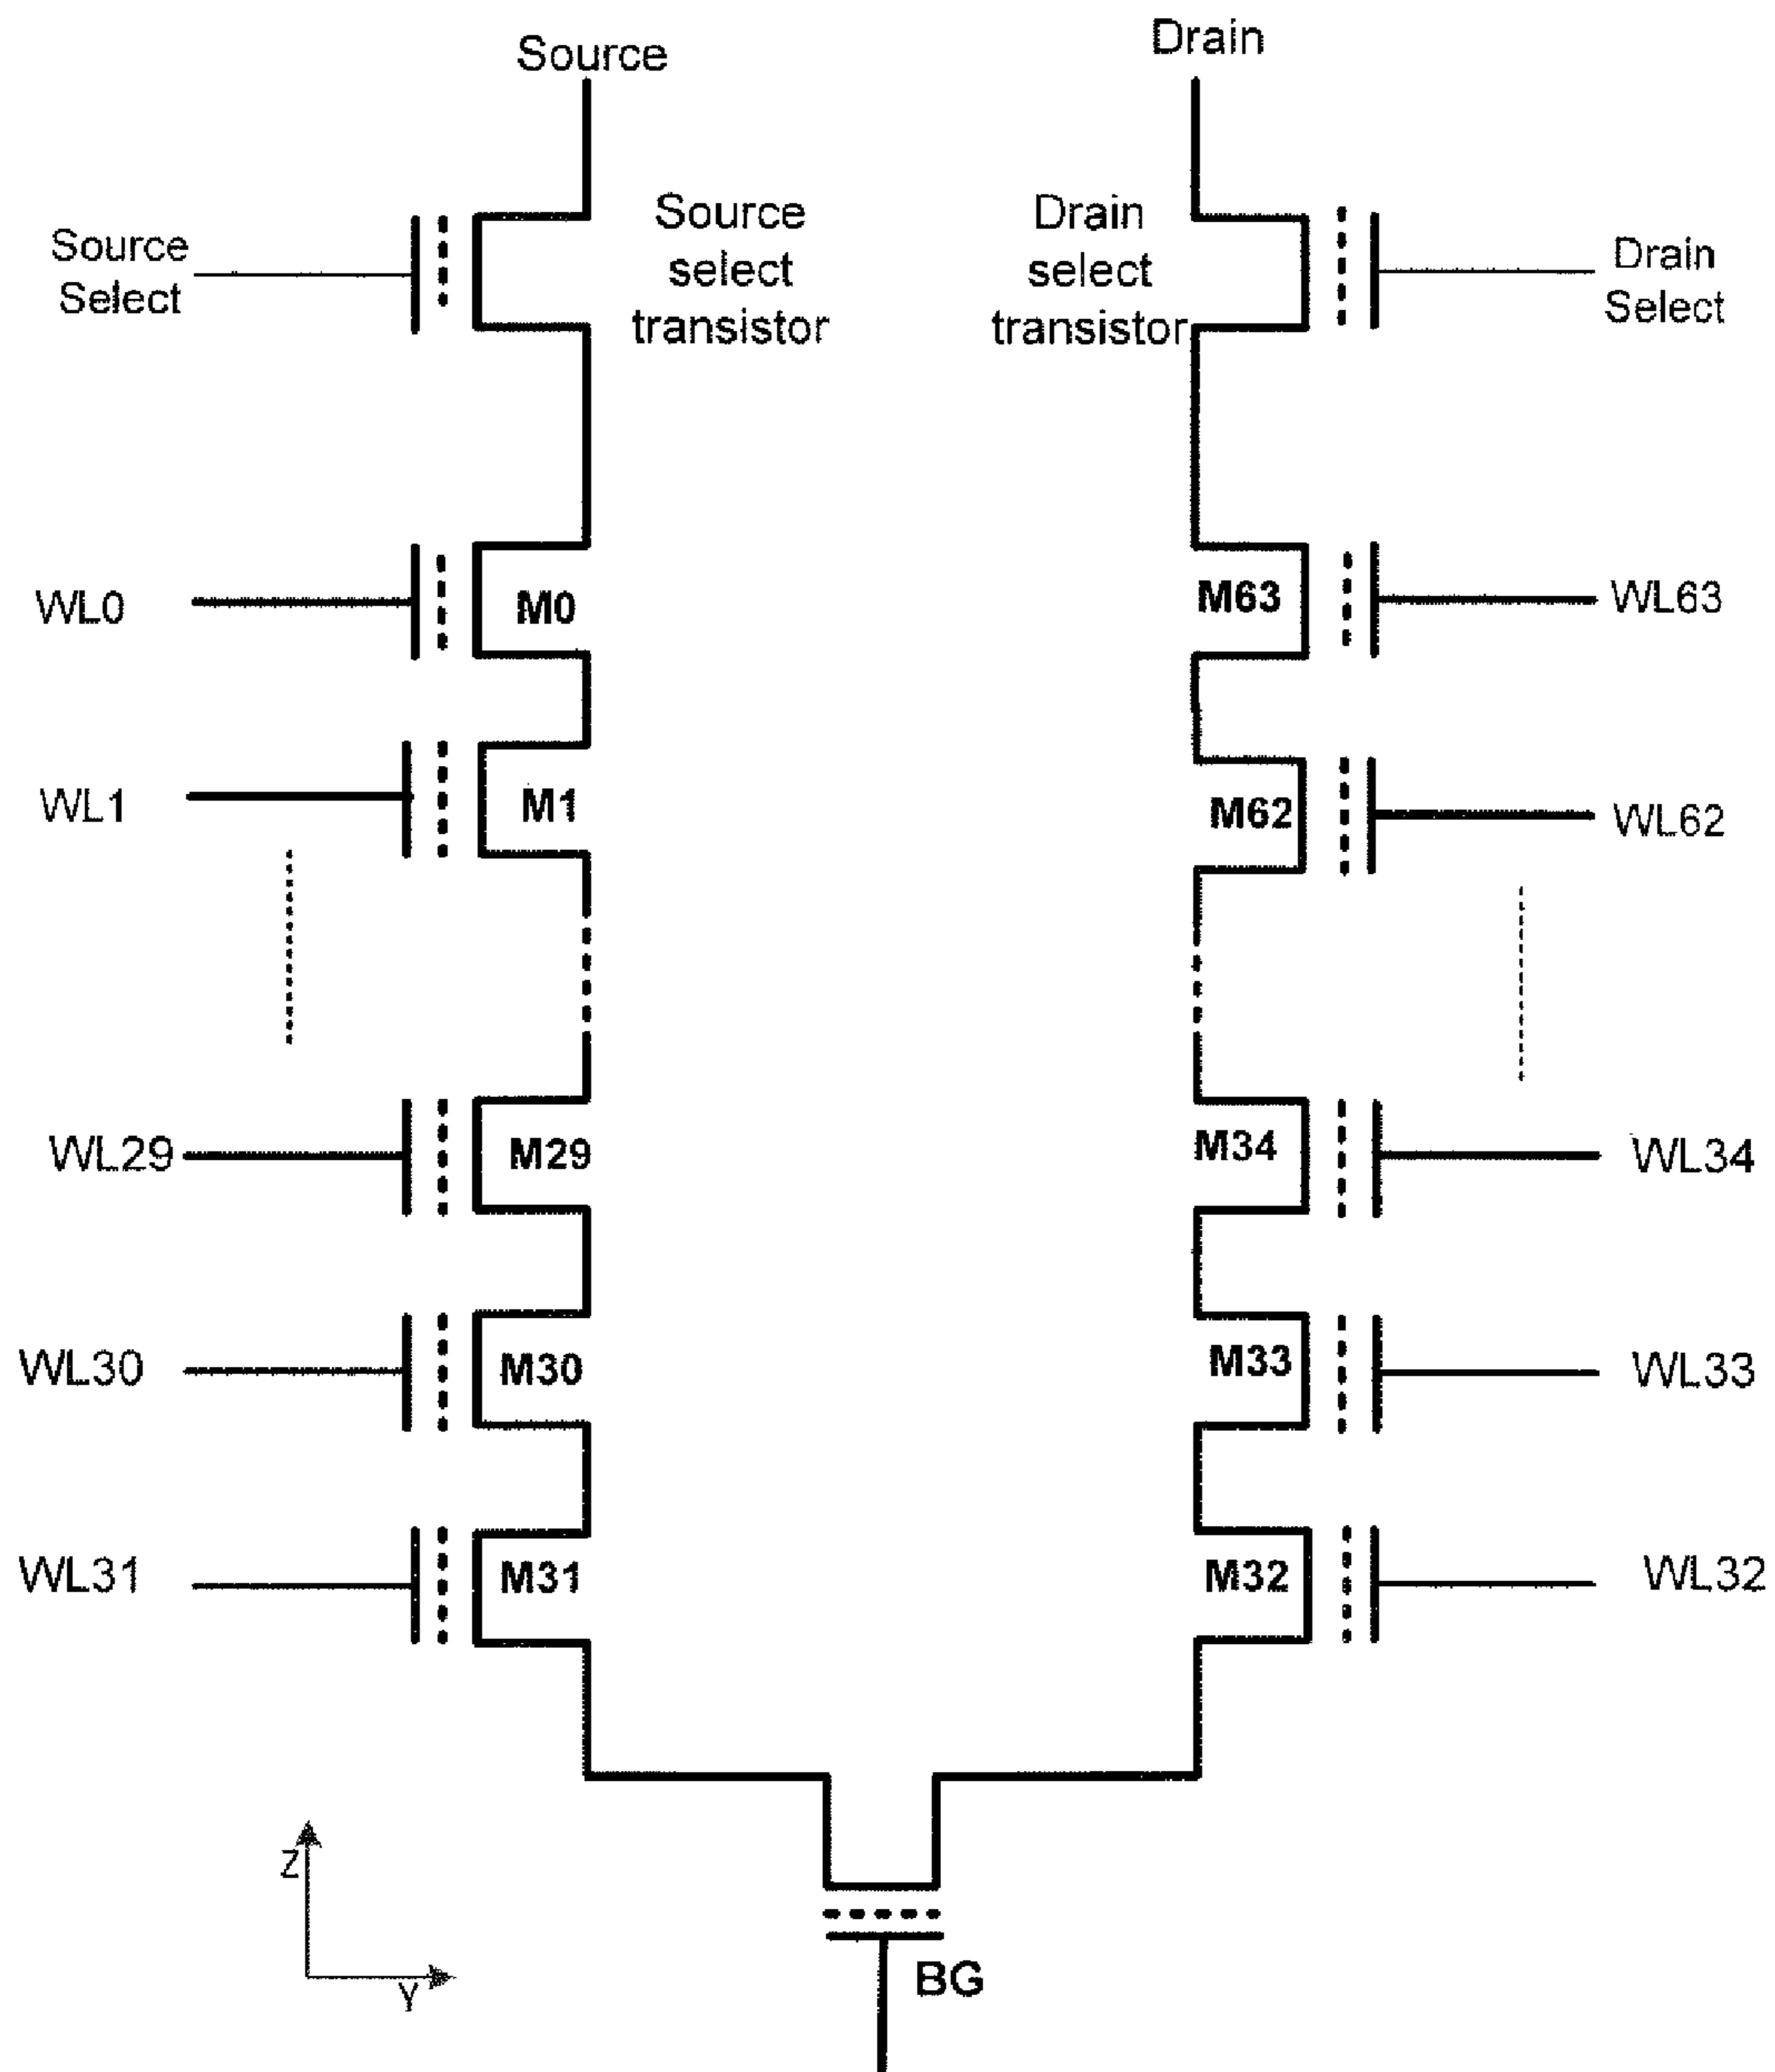 Source
Drain
Source
Select
Source
select
transistor
Drain
select
transistor
Drain
Select
WL0
M0
M63
WL63
WL1
M1
M62
WL62
WL29
M29
M34
WL34
WL30
M30
M33
WL33
WL31
M31
M32
WL32
Z
Y
BG